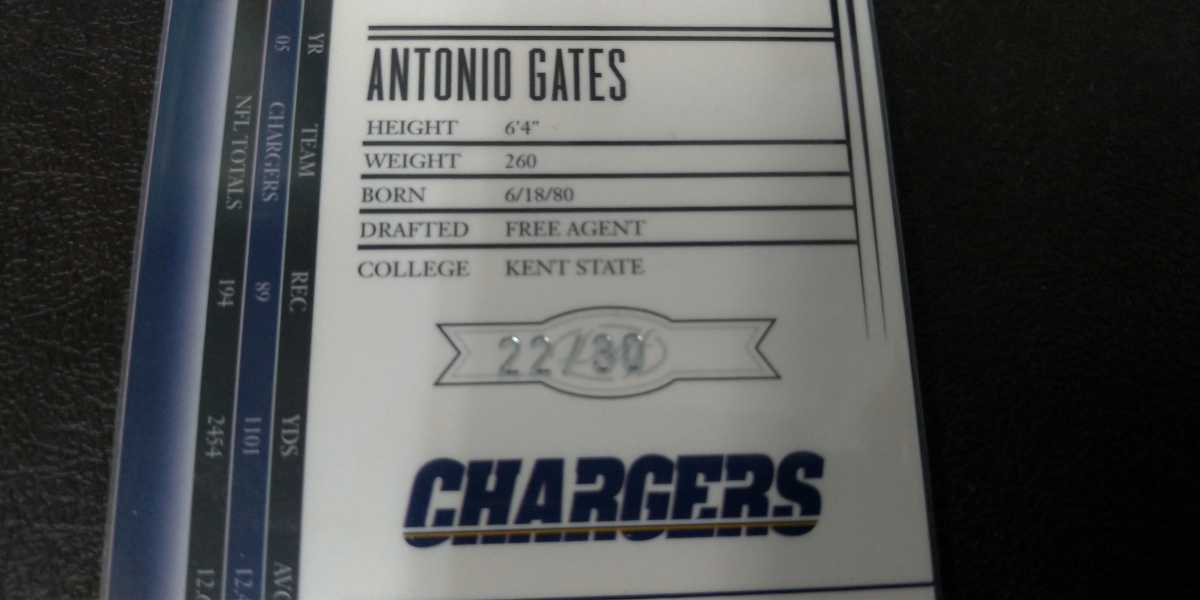 ANTONIO GATES
HEIGHT 6'4"
WEIGHT 260
BORN 6/18/80
DRAFTED FREE AGENT
COLLEGE KENT STATE
22/30
CHARGERS
YR TEAM REC YDS
05 CHARGERS 89 1101
NFL TOTALS 194 2454